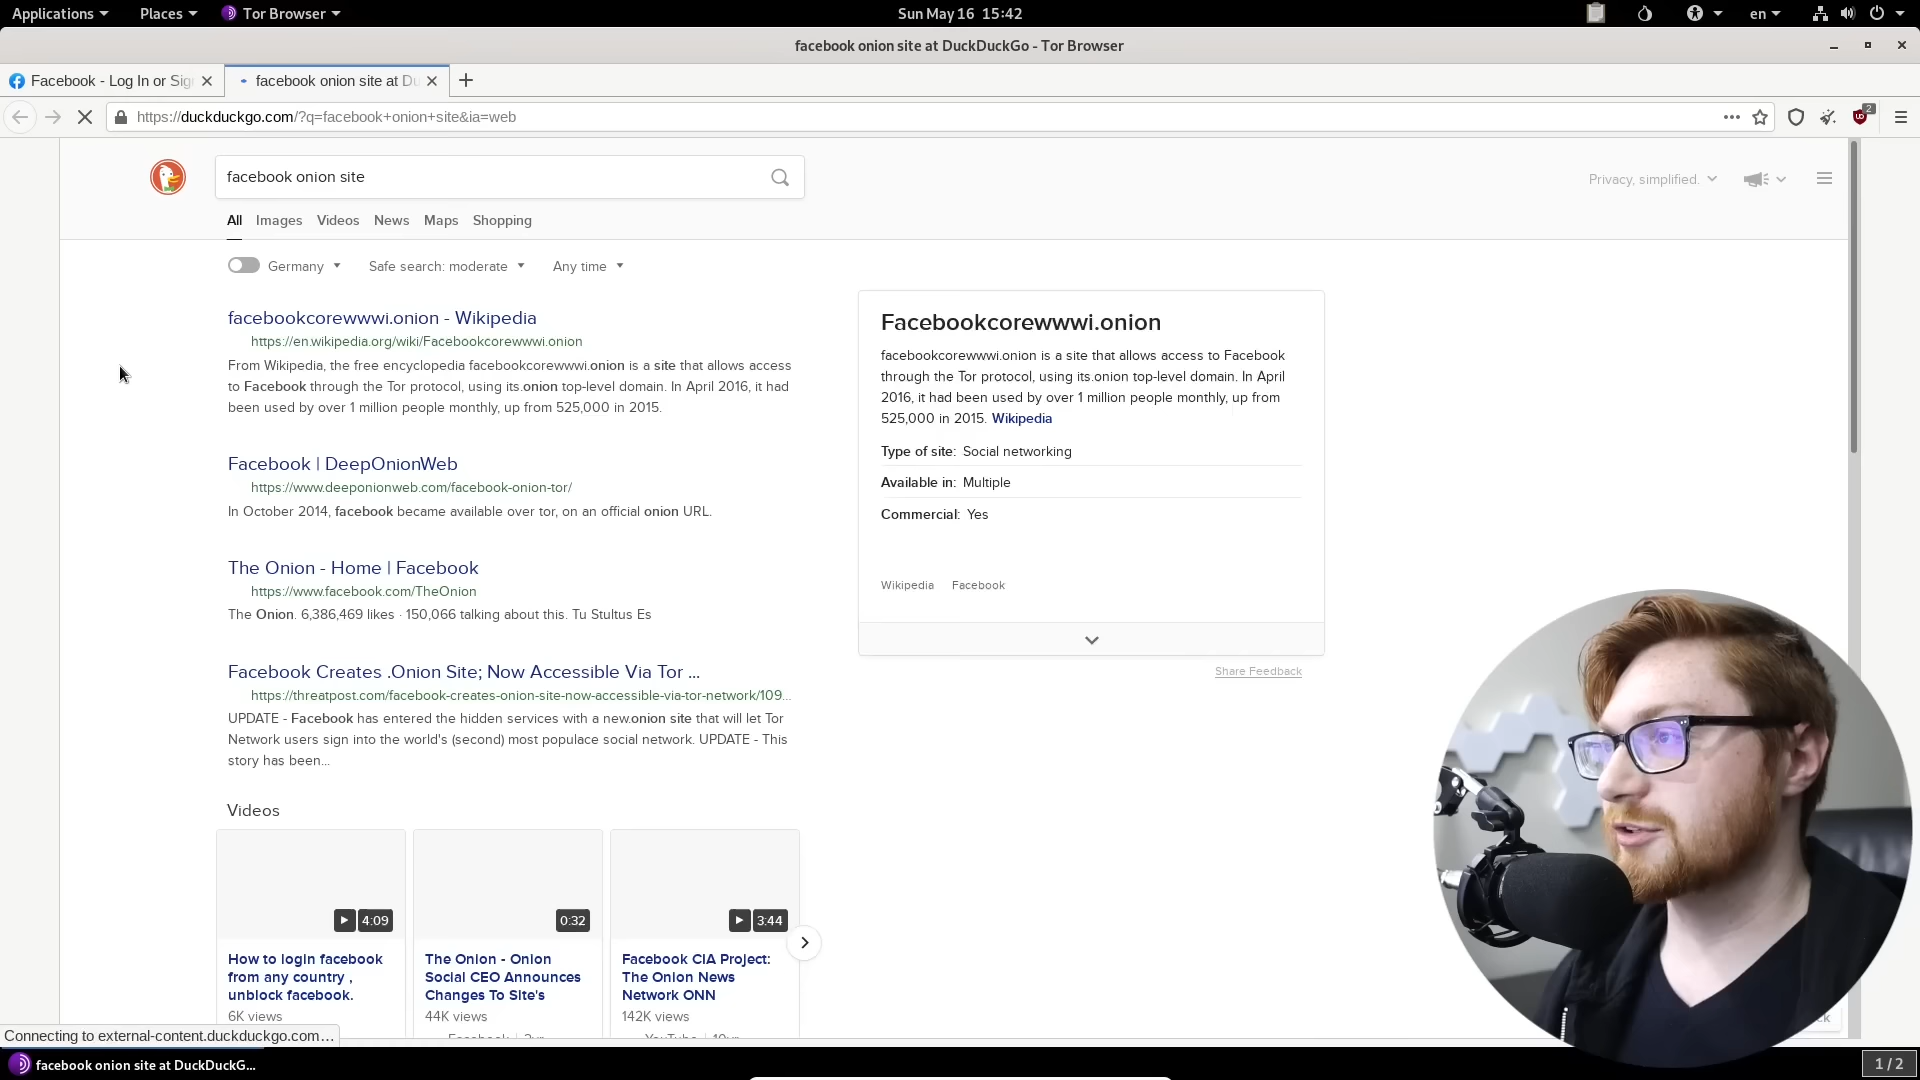 Applications Places Tor Browser Sun May 16 15:42 en
facebook onion site at DuckDuckGo - Tor Browser
Facebook - Log In or Sig facebook onion site at Du
https://duckduckgo.com/?q=facebook+onion+site&ia=web 2
facebook onion site
Privacy, simplified.
All Images Videos News Maps Shopping
Germany Safe search: moderate Any time
facebookcorewwwi.onion - Wikipedia
https://en.wikipedia.org/wiki/Facebookcorewwwi.onion
From Wikipedia, the free encyclopedia facebookcorewwwi.onion is a site that allows access
to Facebook through the Tor protocol, using its.onion top-level domain. In April 2016, it had
been used by over 1 million people monthly, up from 525,000 in 2015.
Facebook | DeepOnionWeb
https://www.deeponionweb.com/facebook-onion-tor/
In October 2014, facebook became available over tor, on an official onion URL.
The Onion - Home | Facebook
https://www.facebook.com/TheOnion
The Onion. 6,386,469 likes · 150,066 talking about this. Tu Stultus Es
Facebook Creates .Onion Site; Now Accessible Via Tor ...
https://threatpost.com/facebook-creates-onion-site-now-accessible-via-tor-network/109...
UPDATE - Facebook has entered the hidden services with a new.onion site that will let Tor
Network users sign into the world's (second) most populace social network. UPDATE - This
story has been...
Facebookcorewwwi.onion
facebookcorewwwi.onion is a site that allows access to Facebook
through the Tor protocol, using its.onion top-level domain. In April
2016, it had been used by over 1 million people monthly, up from
525,000 in 2015. Wikipedia
Type of site: Social networking
Available in: Multiple
Commercial: Yes
Wikipedia Facebook
Share Feedback
Videos
4:09
How to login facebook
from any country ,
unblock facebook.
6K views
0:32
The Onion - Onion
Social CEO Announces
Changes To Site's
44K views
3:44
Facebook CIA Project:
The Onion News
Network ONN
142K views
Connecting to external-content.duckduckgo.com...
facebook onion site at DuckDuckG... 1 / 2